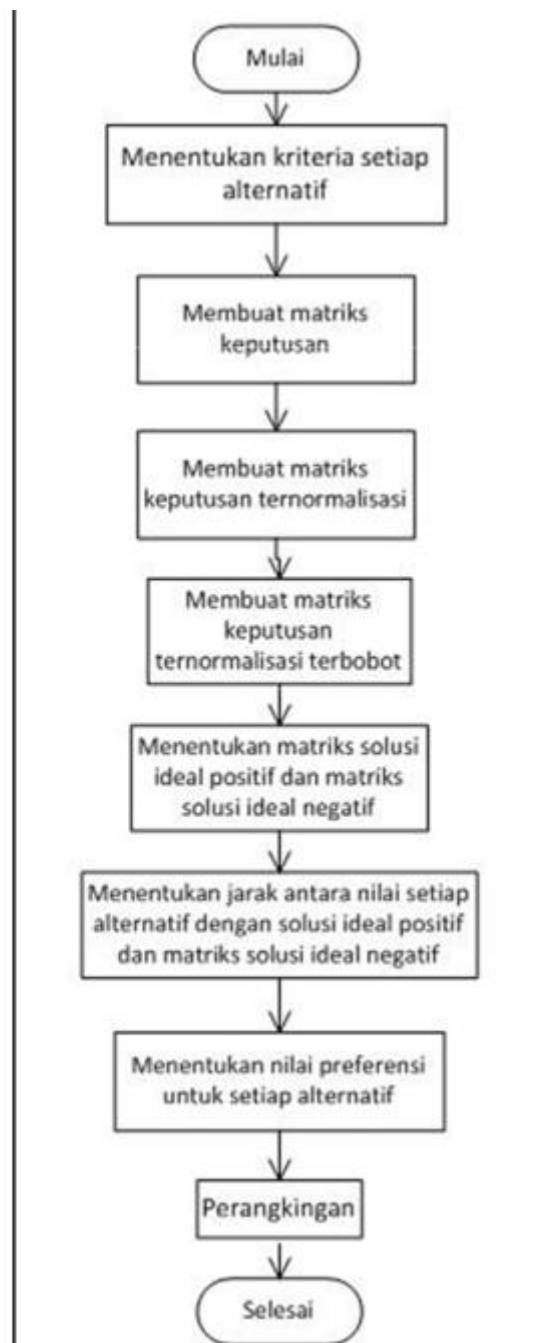 Mulai
Menentukan kriteria setiap
alternatif
Membuat matriks
keputusan
Membuat matriks
keputusan ternormalisasi
Membuat matriks
keputusan
ternormalisasi terbobot
Menentukan matriks solusi
ideal positif dan matriks
solusi ideal negatif
Menentukan jarak antara nilai setiap
alternatif dengan solusi ideal positif
dan matriks solusi ideal negatif
Menentukan nilai preferensi
untuk setiap alternatif
Perangkingan
Selesai